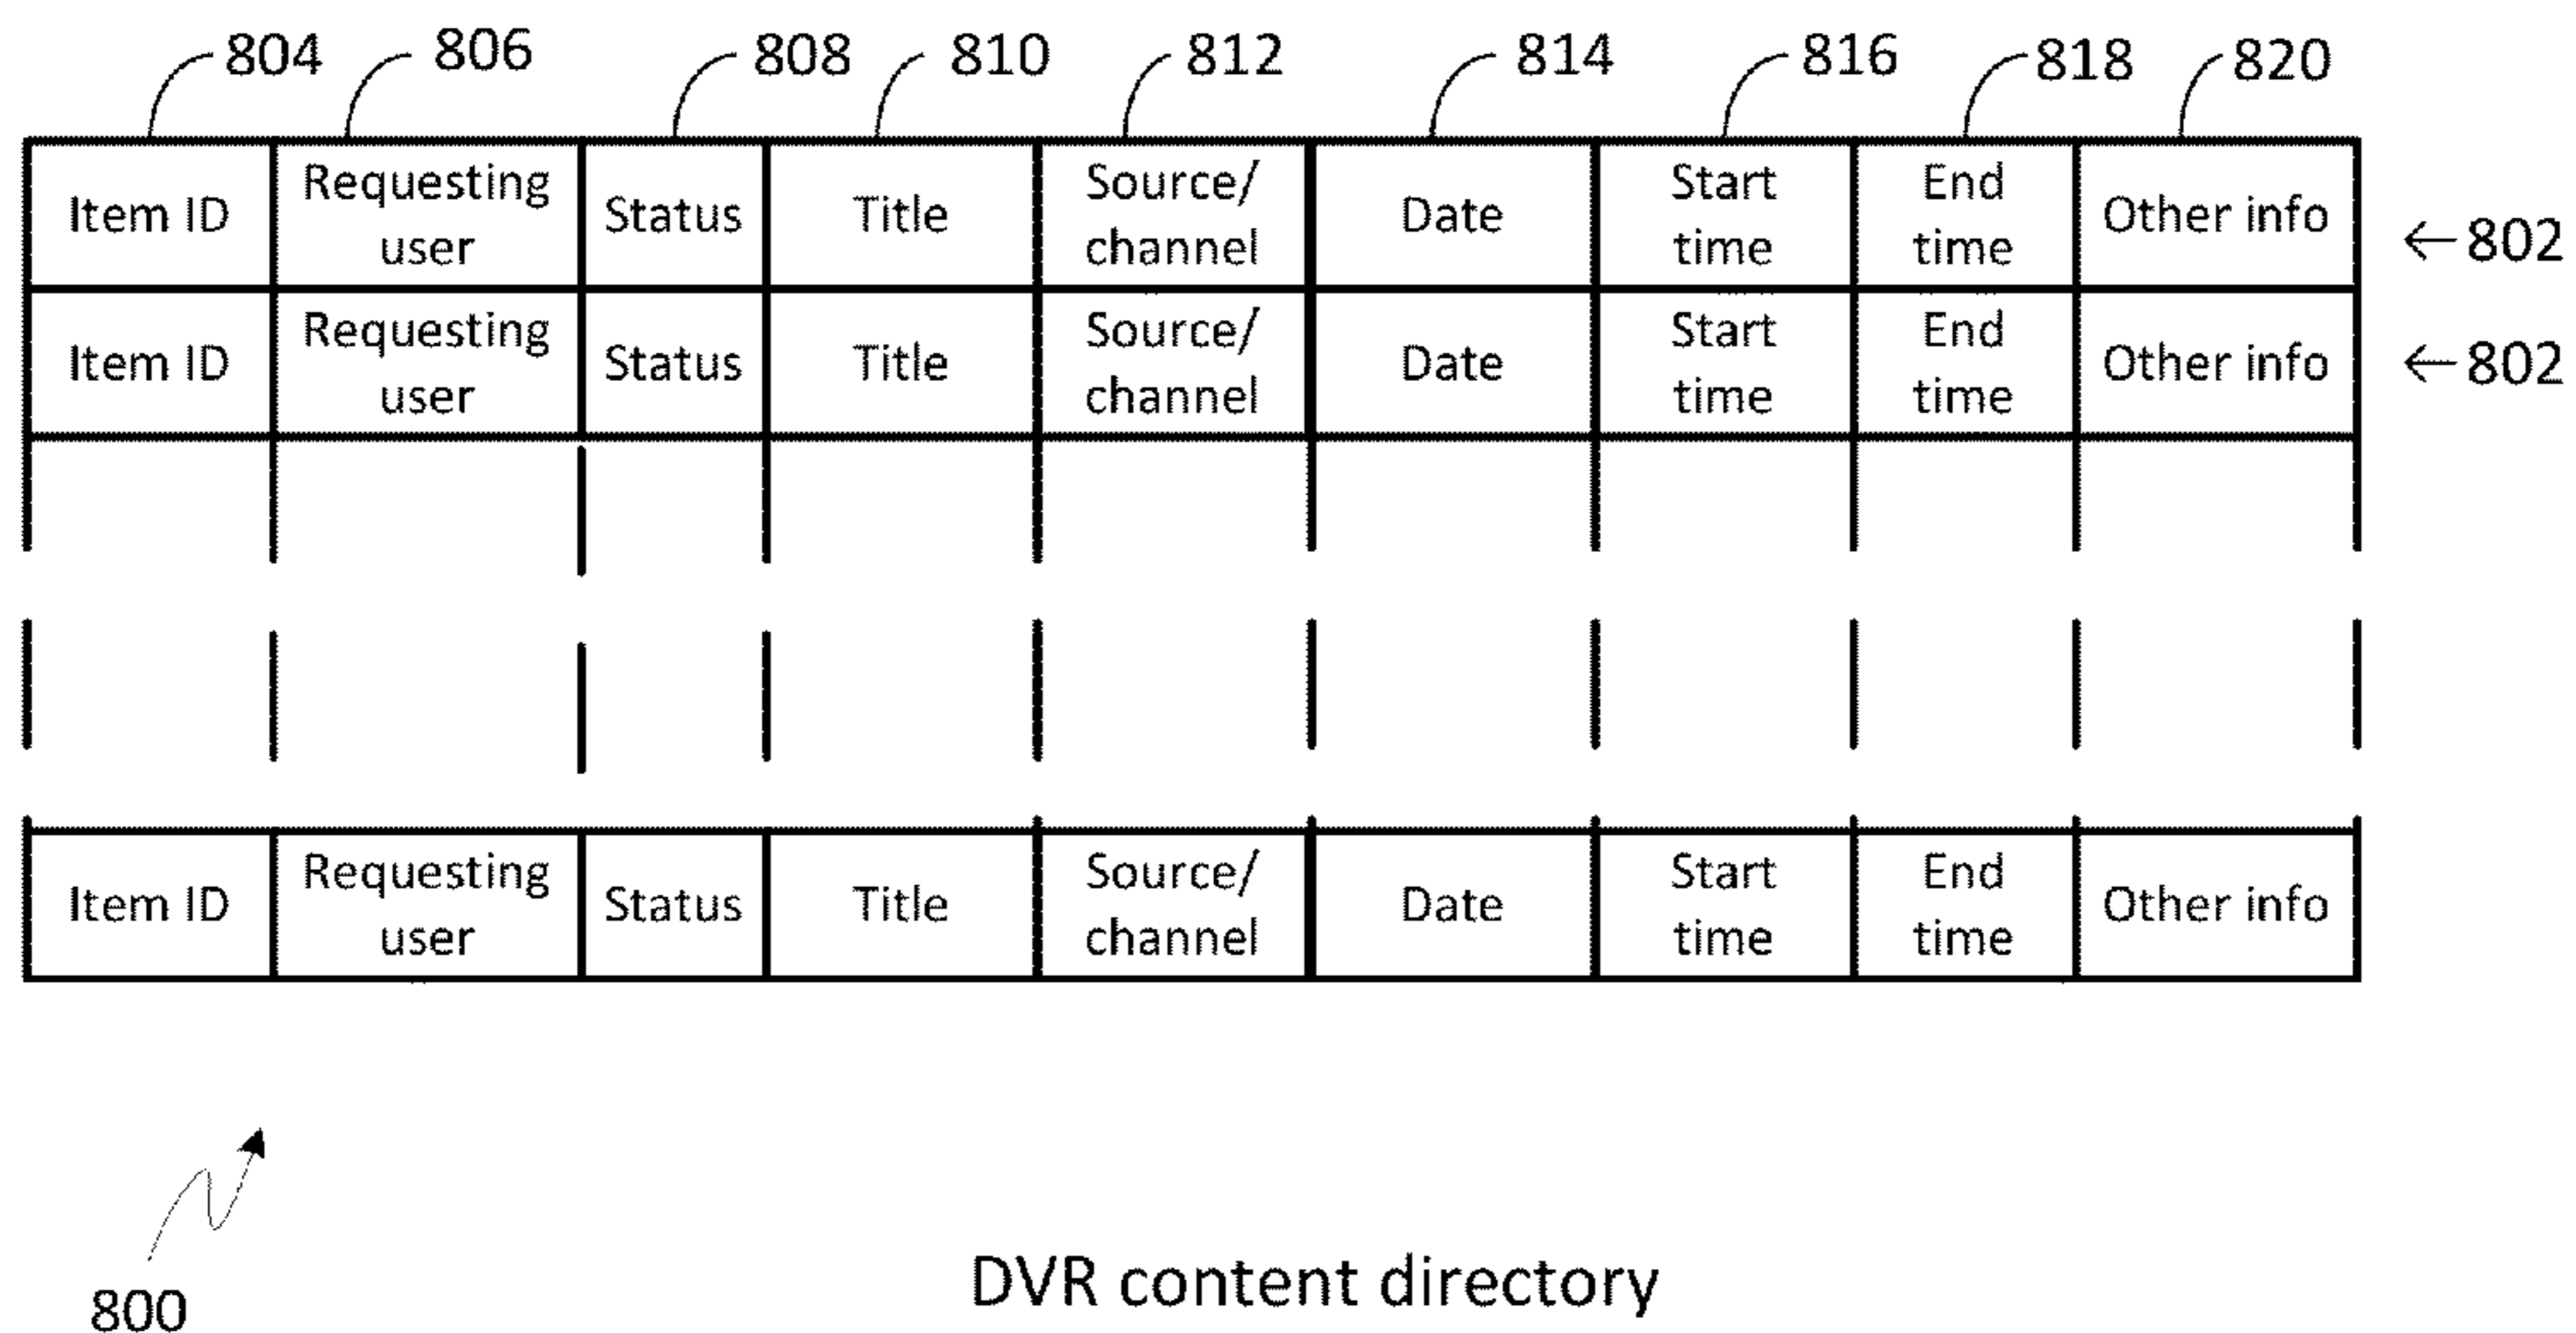 804 806 808 810 812 814 816 818 820
Item ID Requesting user Status Title Source/ channel Date Start time End time Other info ←802
Item ID Requesting user Status Title Source/ channel Date Start time End time Other info ←802
Item ID Requesting user Status Title Source/ channel Date Start time End time Other info
800
DVR content directory